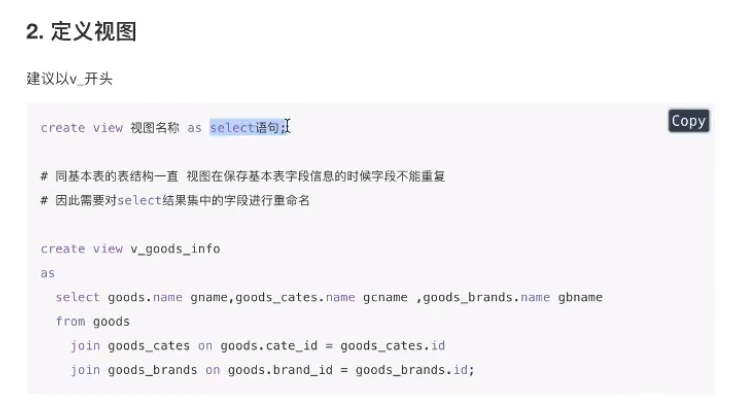 2. 定义视图
建议以v_开头
Copy
create view 视图名称 as select语句;
# 同基本表的表结构一直 视图在保存基本表字段信息的时候字段不能重复
# 因此需要对select结果集中的字段进行重命名
create view v_goods_info
as
select goods.name gname,goods_cates.name gcname ,goods_brands.name gbname
from goods
join goods_cates on goods.cate_id = goods_cates.id
join goods_brands on goods.brand_id = goods_brands.id;